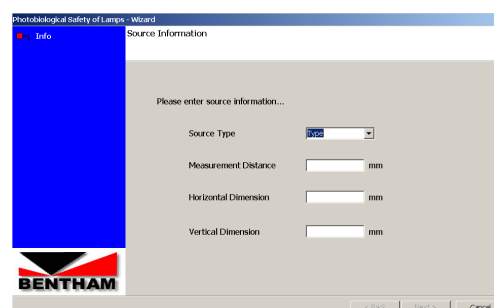 Photobiological Safety of Lamps - Wizard
Info
Source Information
Please enter source information...
Source Type
Type
Measurement Distance
mm
Horizontal Dimension
mm
Vertical Dimension
mm
BENTHAM
< Back
Next >
Cancel